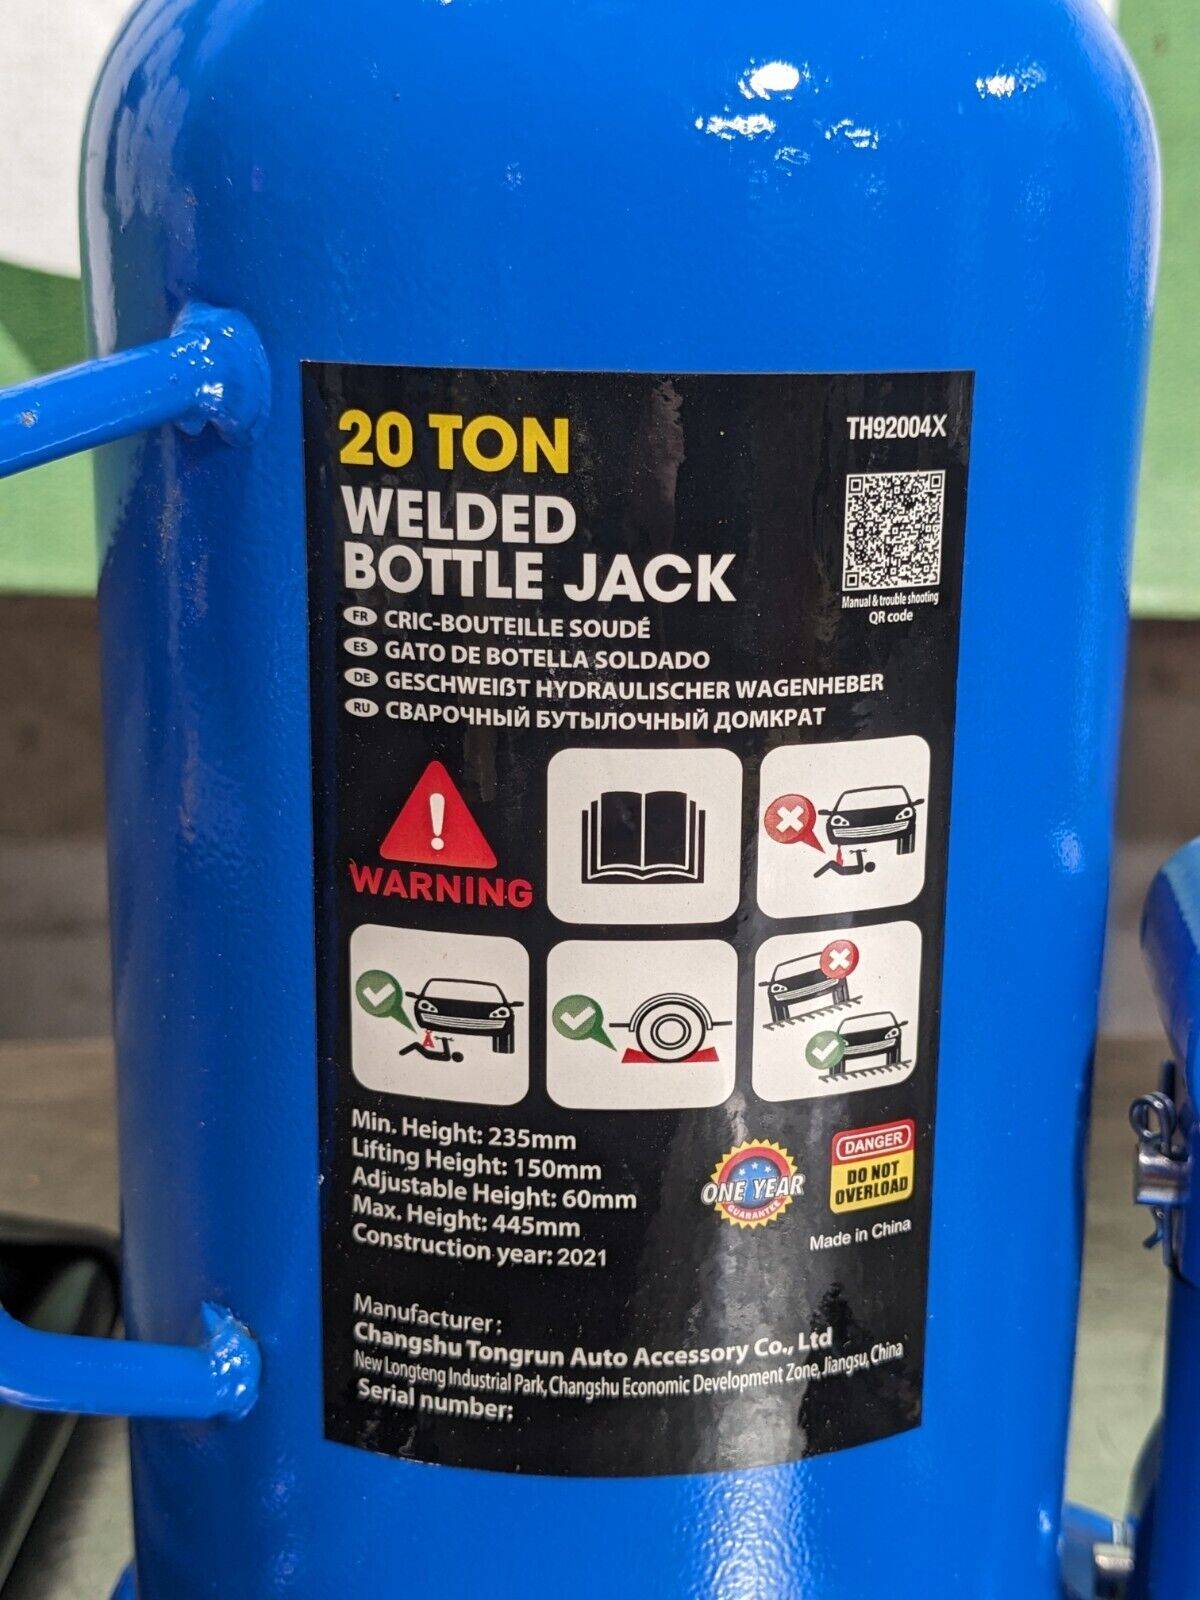 20 TON
TH92004X
WELDED
BOTTLE JACK
Manual & trouble shooting
QR code
FR CRIC-BOUTEILLE SOUDÉ
ES GATO DE BOTELLA SOLDADO
DE GESCHWEIßT HYDRAULISCHER WAGENHEBER
RU СВАРОЧНЫЙ БУТЫЛОЧНЫЙ ДОМКРАТ
WARNING
Min. Height: 235mm
Lifting Height: 150mm
Adjustable Height: 60mm
Max. Height: 445mm
Construction year: 2021
ONE YEAR
GUARANTEE
DANGER
DO NOT
OVERLOAD
Made in China
Manufacturer:
Changshu Tongrun Auto Accessory Co., Ltd
New Longteng Industrial Park, Changshu Economic Development Zone, Jiangsu, China
Serial number: